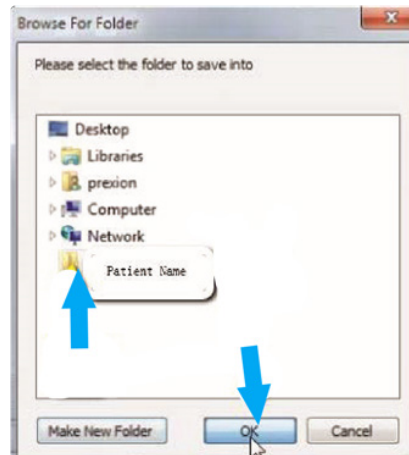 Browse For Folder
Please select the folder to save into
Desktop
Libraries
prexion
Computer
Network
Patient Name
Make New Folder
OK
Cancel